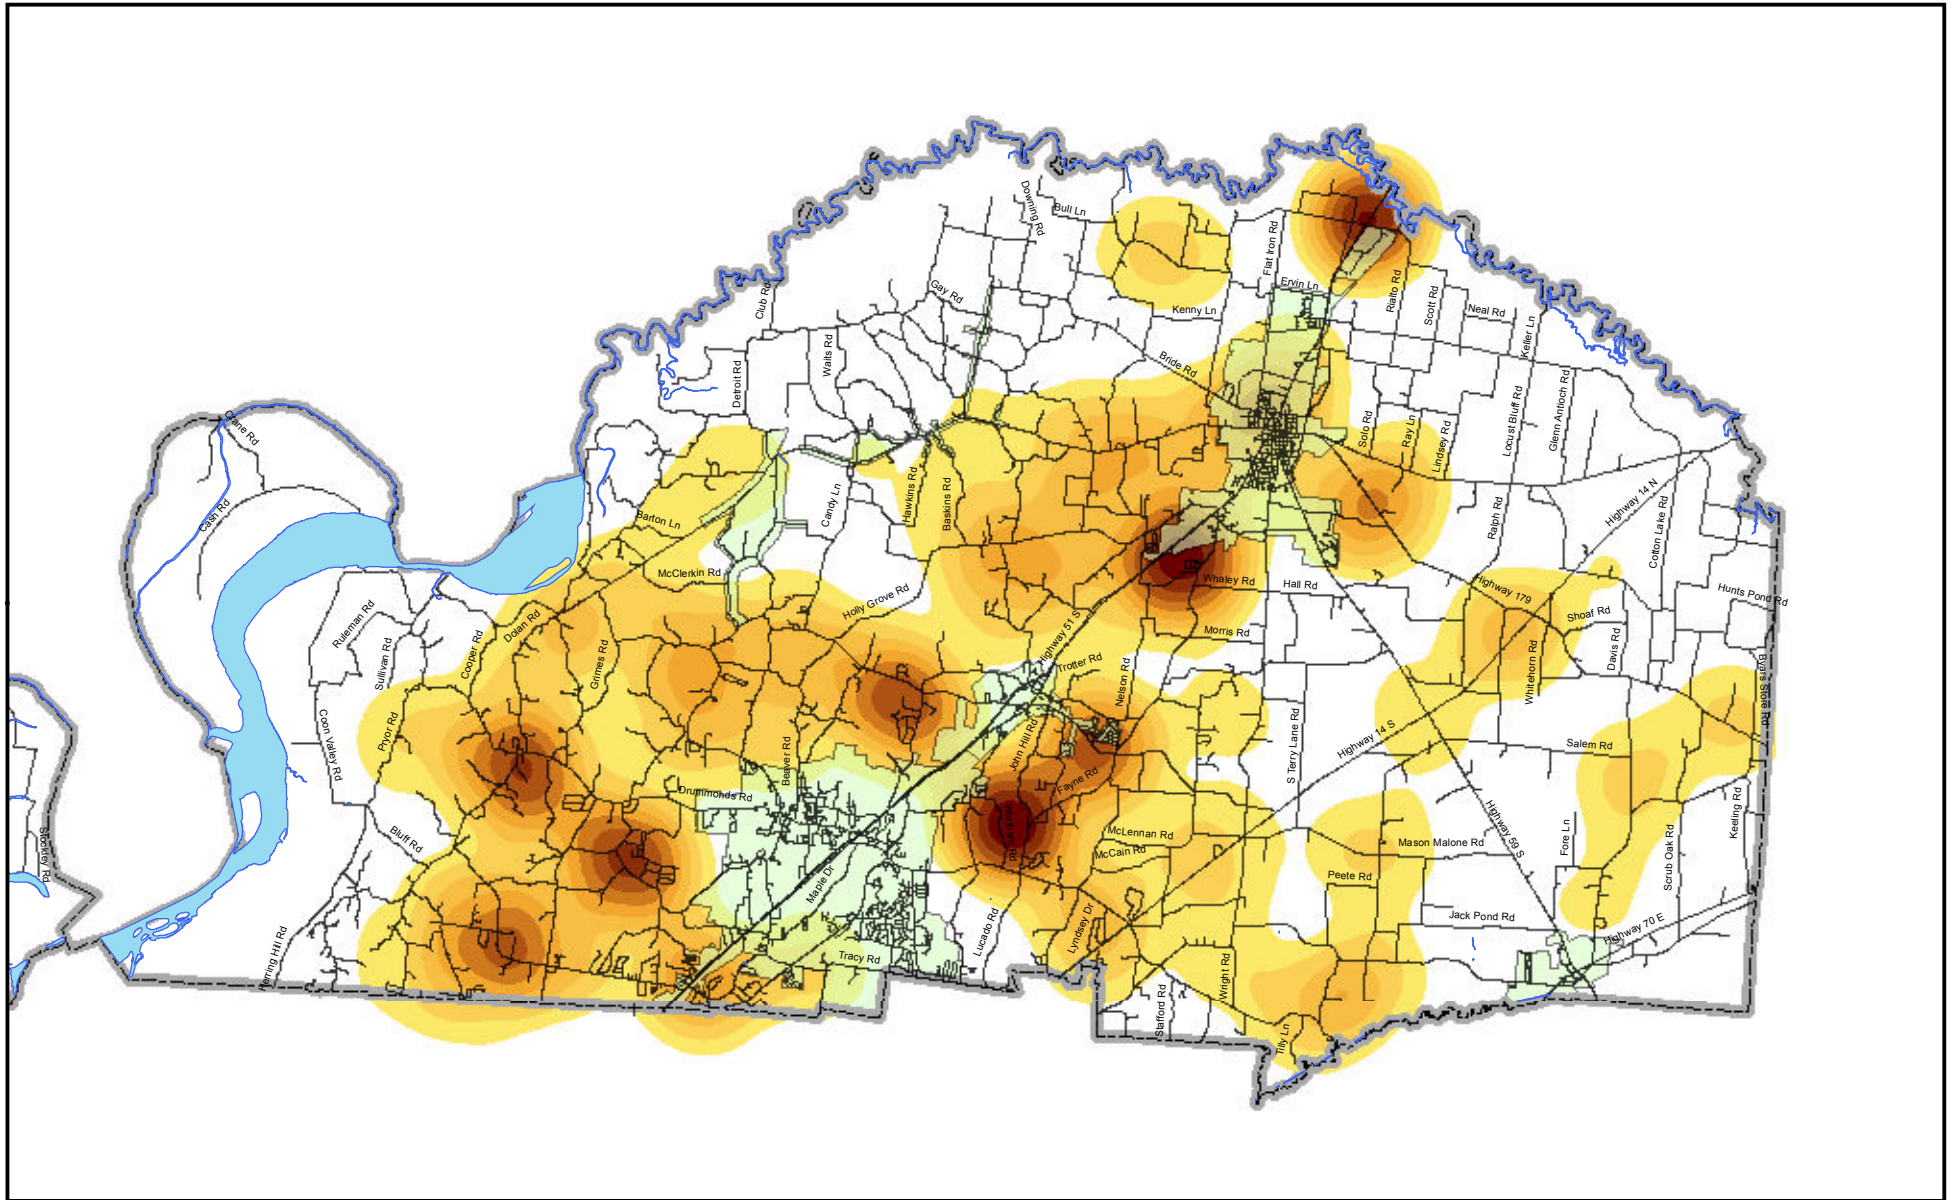 Downing Rd
Bull Ln
Flat Iron Rd
Ervin Ln
Rialto Rd
Scott Rd
Neal Rd
Keller Ln
Club Rd
Gay Rd
Kenny Ln
Waits Rd
Detroit Rd
Bride Rd
Crane Rd
Cash Rd
Solo Rd
Ray Ln
Lindsey Rd
Locust Bluff Rd
Glenn Antioch Rd
Candy Ln
Hawkins Rd
Baskins Rd
Barton Ln
Ralph Rd
Highway 14 N
Cotton Lake Rd
McClerkin Rd
Holly Grove Rd
Whaley Rd
Hall Rd
Highway 179
Hunts Pond Rd
Shoaf Rd
Ruleman Rd
Sullivan Rd
Cooper Rd
Dolan Rd
Grimes Rd
Highway 51 S
Morris Rd
Trotter Rd
Nelson Rd
Whitehorn Rd
Davis Rd
Byars Store Rd
Coon Valley Rd
Pryor Rd
Beaver Rd
John Hill Rd
S Terry Lane Rd
Highway 14 S
Salem Rd
Drummonds Rd
Fayne Rd
Keeling Rd
Stockley Rd
Bluff Rd
McLennan Rd
McCain Rd
Mason Malone Rd
Highway 59 S
Fore Ln
Scrub Oak Rd
Maple Dr
Peete Rd
Jack Pond Rd
Highway 70 E
Herring Hill Rd
Tracy Rd
Lucado Rd
Lyndsey Dr
Wright Rd
Stafford Rd
Tilly Ln